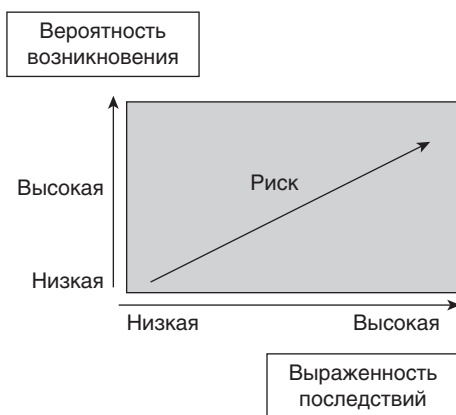 Вероятность
возникновения
Риск
Высокая
Низкая
Низкая Высокая
Выраженность
последствий